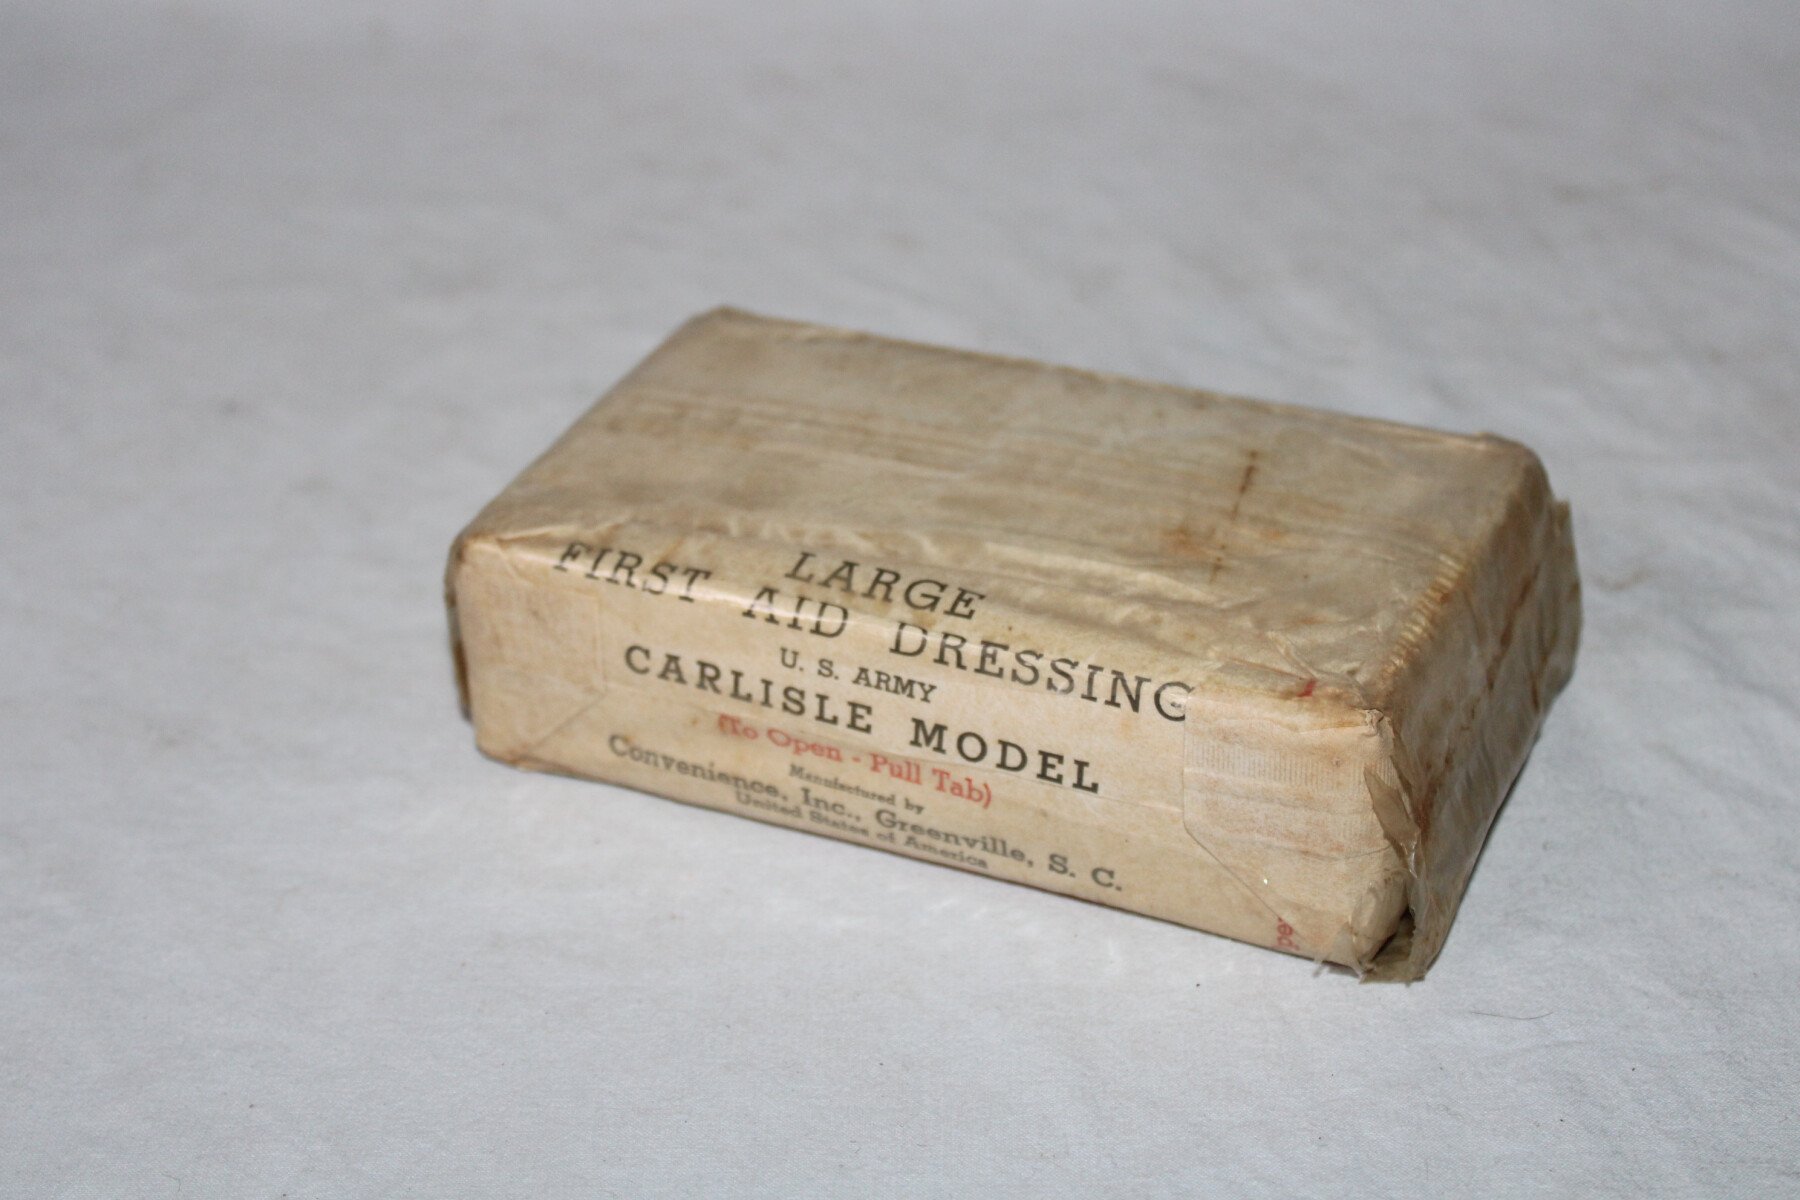 LARGE
FIRST AID DRESSING
U. S. ARMY
CARLISLE MODEL
(To Open - Pull Tab)
Manufactured by
Convenience, Inc., Greenville, S. C.
United States of America